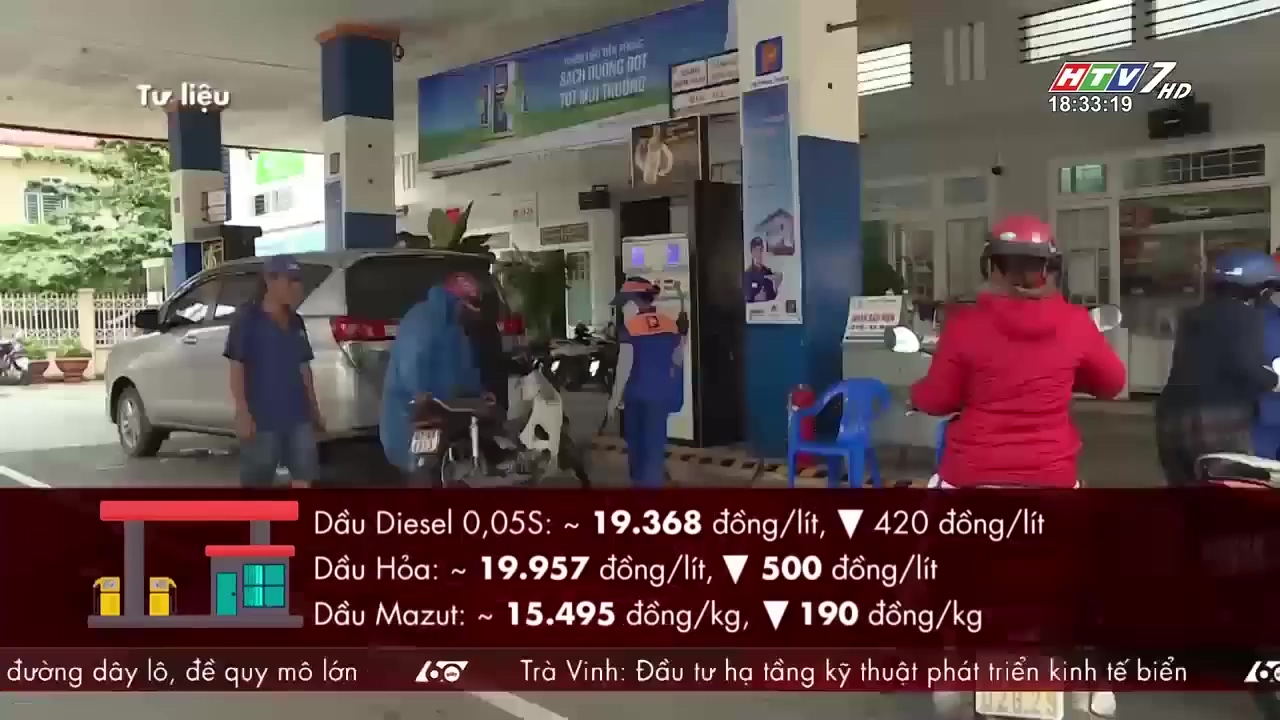 Tư liệu
HTV7 HD
18:33:19
SẠCH BUỒNG ĐỐT
TỐT MÔI TRƯỜNG
Dầu Diesel 0,05S: ~ 19.368 đồng/lít, ▼ 420 đồng/lít
Dầu Hỏa: ~ 19.957 đồng/lít, ▼ 500 đồng/lít
Dầu Mazut: ~ 15.495 đồng/kg, ▼ 190 đồng/kg
đường dây lô, đề quy mô lớn
60
Trà Vinh: Đầu tư hạ tầng kỹ thuật phát triển kinh tế biển